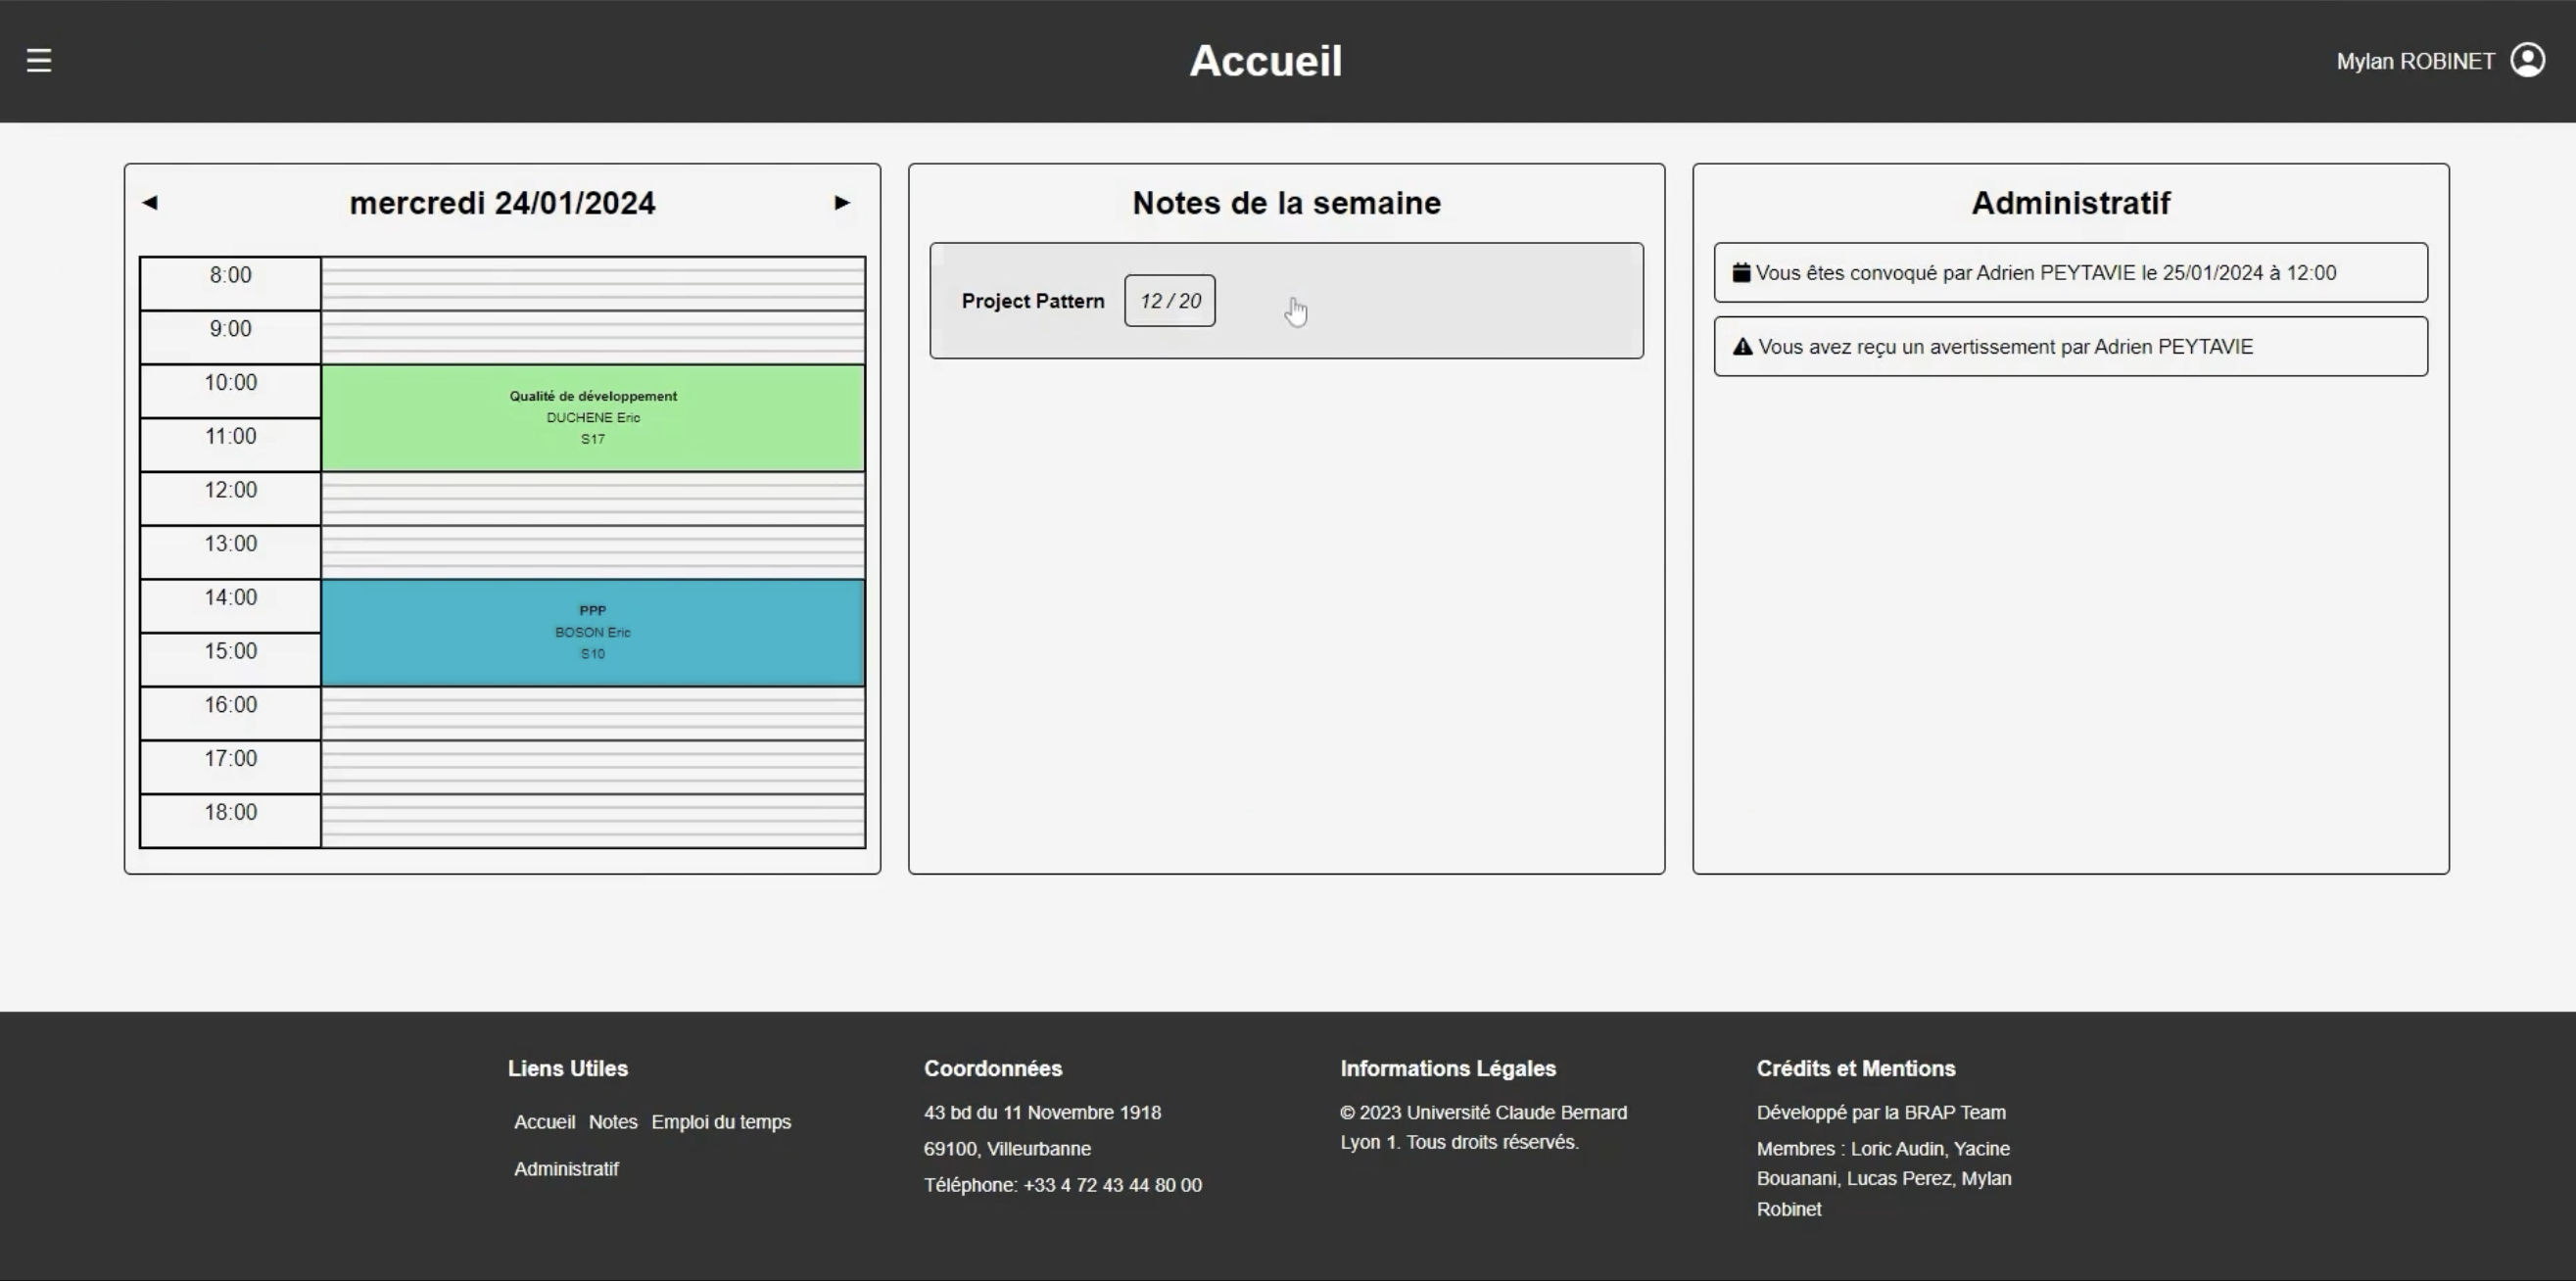 Accueil
Mylan ROBINET
mercredi 24/01/2024
8:00
9:00
10:00
11:00
12:00
13:00
14:00
15:00
16:00
17:00
18:00
Qualité de développement
DUCHENE Eric
S17
PPP
BOSON Eric
S10
Notes de la semaine
Project Pattern 12 / 20
Administratif
Vous êtes convoqué par Adrien PEYTAVIE le 25/01/2024 à 12:00
Vous avez reçu un avertissement par Adrien PEYTAVIE
Liens Utiles
Accueil Notes Emploi du temps
Administratif
Coordonnées
43 bd du 11 Novembre 1918
69100, Villeurbanne
Téléphone: +33 4 72 43 44 80 00
Informations Légales
© 2023 Université Claude Bernard
Lyon 1. Tous droits réservés.
Crédits et Mentions
Développé par la BRAP Team
Membres : Loric Audin, Yacine
Bouanani, Lucas Perez, Mylan
Robinet